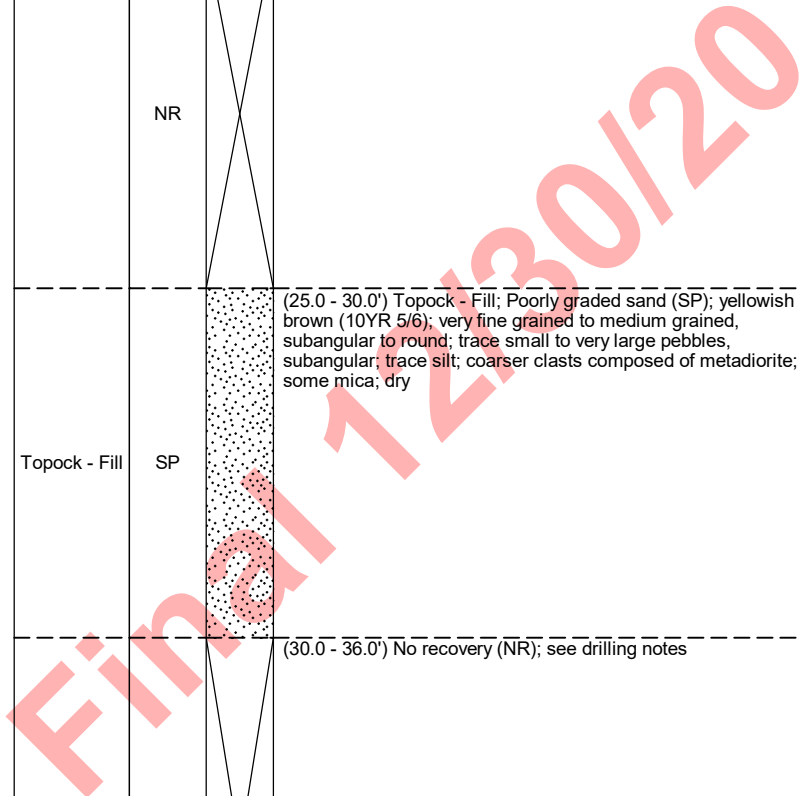 NR
(25.0 - 30.0') Topock - Fill; Poorly graded sand (SP); yellowish
brown (10YR 5/6); very fine grained to medium grained,
subangular to round; trace small to very large pebbles,
subangular; trace silt; coarser clasts composed of metadiorite;
some mica; dry
Topock - Fill
SP
(30.0 - 36.0') No recovery (NR); see drilling notes
Final 12/30/20